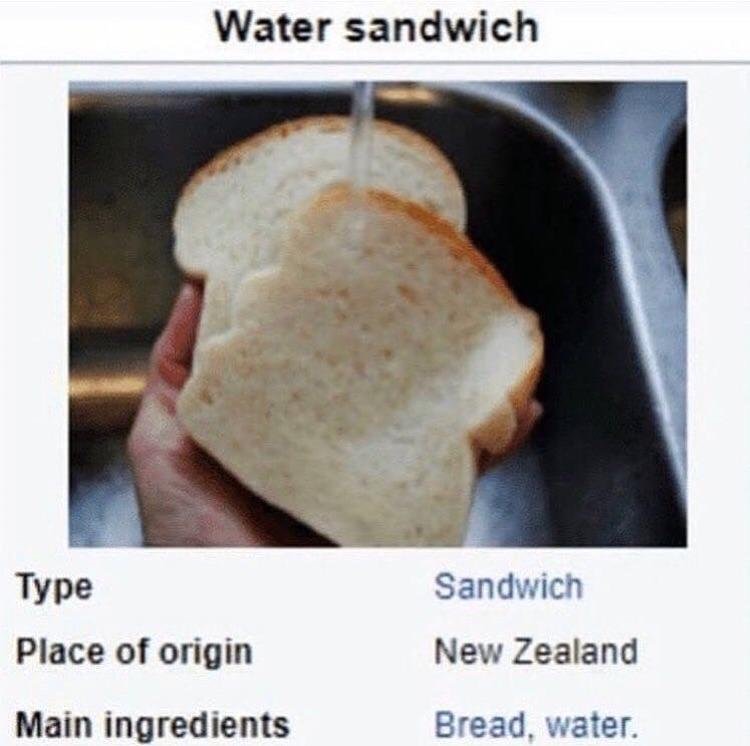 Water sandwich
Type Sandwich
Place of origin New Zealand
Main ingredients Bread, water.